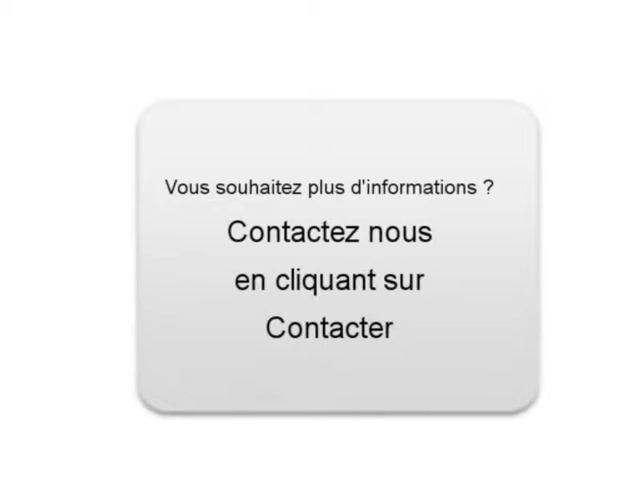 Vous souhaitez plus d'informations ?
Contactez nous
en cliquant sur
Contacter